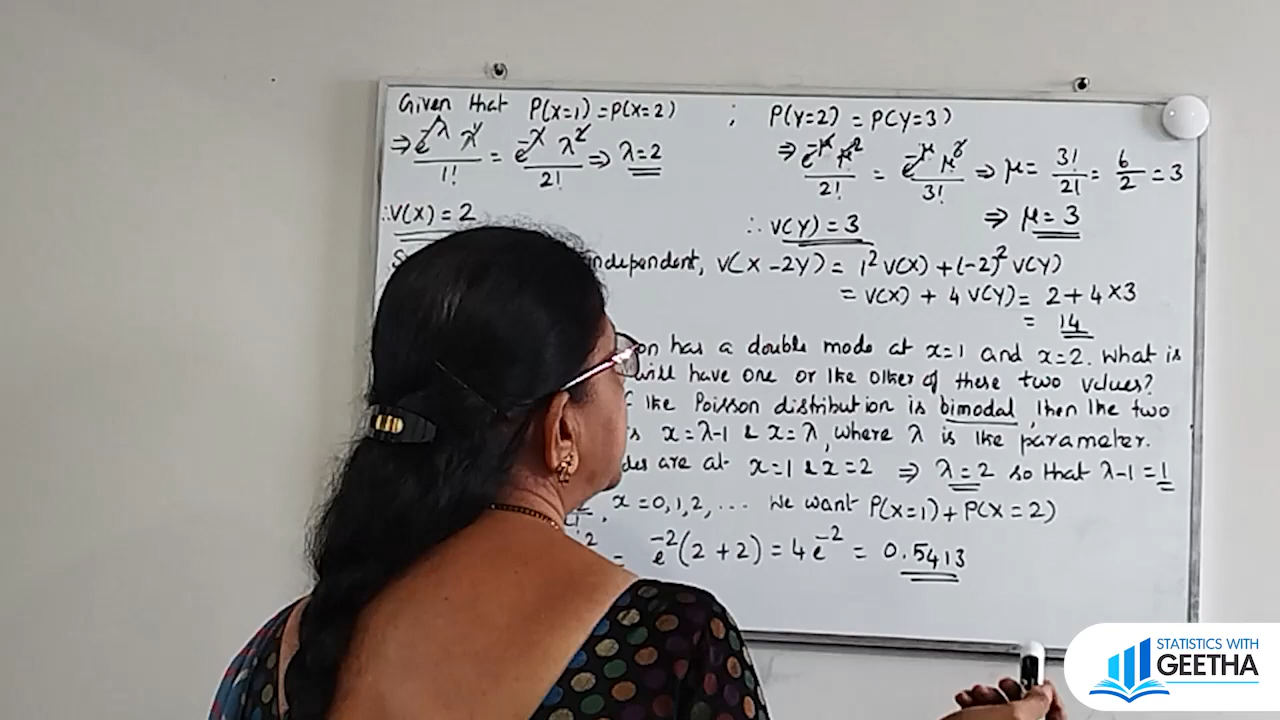 Given that P(X=1) = P(X=2) ; P(Y=2) = P(Y=3)
⇒ e^-λ λ^1 / 1! = e^-λ λ^2 / 2! ⇒ λ=2 ⇒ e^-μ μ^2 / 2! = e^-μ μ^3 / 3! ⇒ μ = 3! / 2! = 6 / 2 = 3
∴ V(X) = 2 ∴ V(Y) = 3 ⇒ μ = 3
independent, V(X - 2Y) = 1^2 V(X) + (-2)^2 V(Y)
= V(X) + 4 V(Y) = 2 + 4 × 3
= 14
on has a double mode at x=1 and x=2. What is
will have one or the other of these two values?
the Poisson distribution is bimodal, then the two
x = λ-1 & x = λ, where λ is the parameter.
are at x=1 & x=2 ⇒ λ=2 so that λ-1 = 1
, x = 0, 1, 2, ... We want P(X=1) + P(X=2)
= e^-2 (2 + 2) = 4 e^-2 = 0.5413
STATISTICS WITH
GEETHA